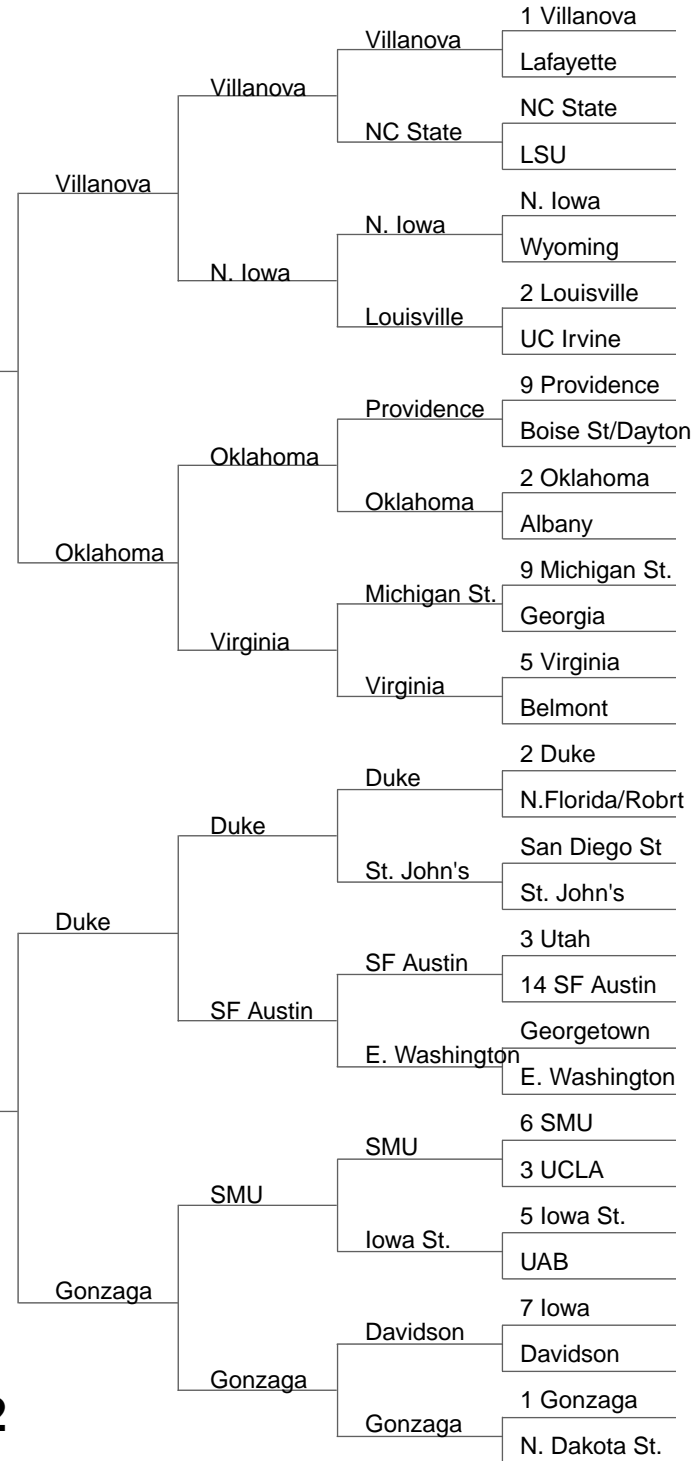 1 Villanova
Villanova
Lafayette
Villanova
NC State
NC State
LSU
Villanova
N. Iowa
N. Iowa
Wyoming
N. Iowa
2 Louisville
Louisville
UC Irvine
9 Providence
Providence
Boise St/Dayton
Oklahoma
2 Oklahoma
Oklahoma
Albany
Oklahoma
9 Michigan St.
Michigan St.
Georgia
Virginia
5 Virginia
Virginia
Belmont
2 Duke
Duke
N.Florida/Robrt
Duke
San Diego St
St. John's
St. John's
Duke
3 Utah
SF Austin
14 SF Austin
SF Austin
Georgetown
E. Washington
E. Washington
6 SMU
SMU
3 UCLA
SMU
5 Iowa St.
Iowa St.
UAB
Gonzaga
7 Iowa
Davidson
Davidson
Gonzaga
1 Gonzaga
2
Gonzaga
N. Dakota St.